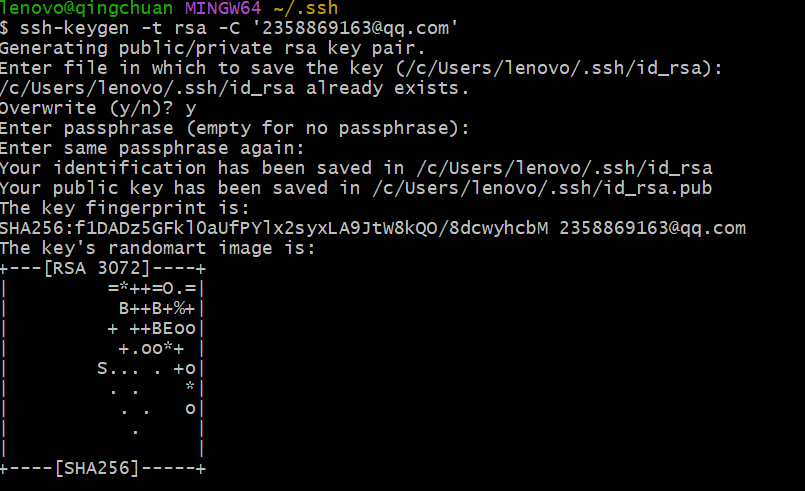 lenovo@qingchuan MINGW64 ~/.ssh
$ ssh-keygen -t rsa -C '2358869163@qq.com'
Generating public/private rsa key pair.
Enter file in which to save the key (/c/Users/lenovo/.ssh/id_rsa):
/c/Users/lenovo/.ssh/id_rsa already exists.
Overwrite (y/n)? y
Enter passphrase (empty for no passphrase):
Enter same passphrase again:
Your identification has been saved in /c/Users/lenovo/.ssh/id_rsa
Your public key has been saved in /c/Users/lenovo/.ssh/id_rsa.pub
The key fingerprint is:
SHA256:f1DADz5GFkl0aUfPYlx2syxLA9JtW8kQO/8dcwyhcbM 2358869163@qq.com
The key's randomart image is:
+---[RSA 3072]----+
|         =*++=O.=|
|          B++B+%+|
|         + ++BEoo|
|          +.oo*+ |
|        S... . +o|
|         . .    *|
|          . .   o|
|           .     |
|                 |
+----[SHA256]-----+